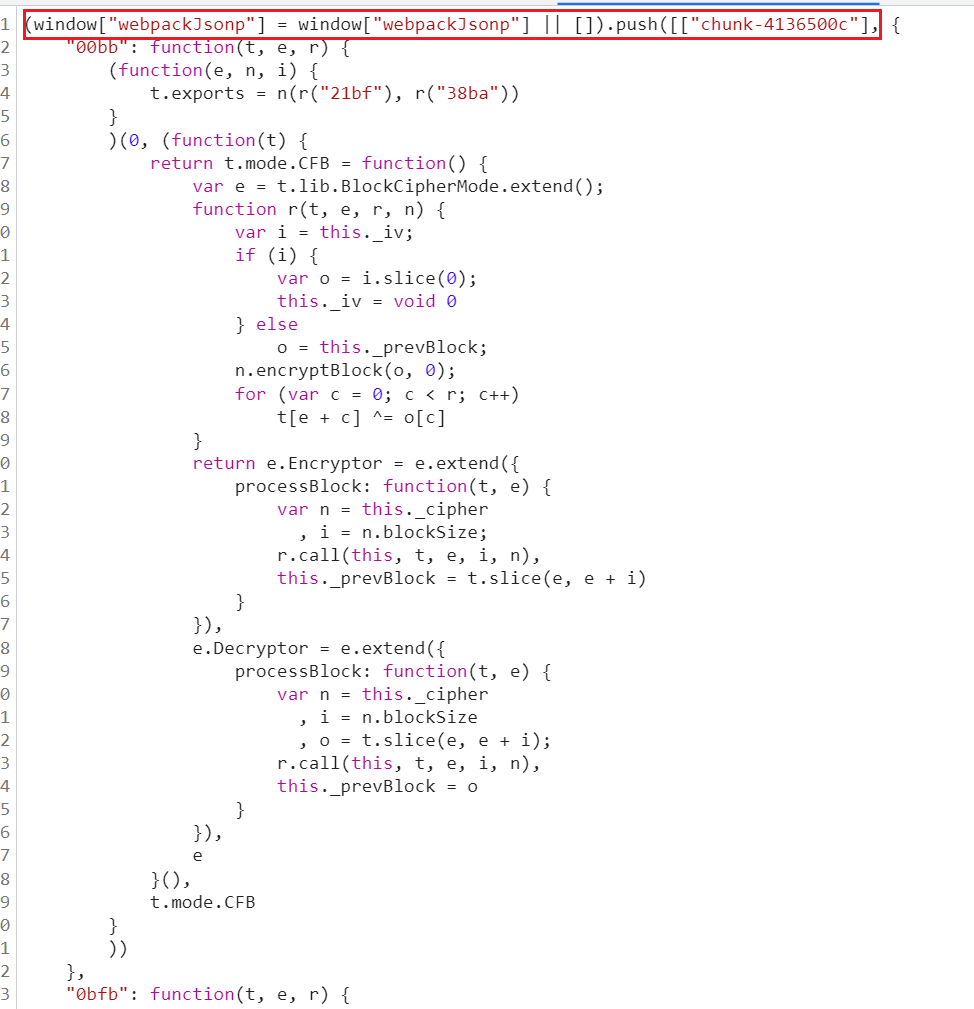 1 (window["webpackJsonp"] = window["webpackJsonp"] || []).push([["chunk-4136500c"], {
2     "00bb": function(t, e, r) {
3         (function(e, n, i) {
4             t.exports = n(r("21bf"), r("38ba"))
5         }
6         )(0, (function(t) {
7             return t.mode.CFB = function() {
8                 var e = t.lib.BlockCipherMode.extend();
9                 function r(t, e, r, n) {
0                     var i = this._iv;
1                     if (i) {
2                         var o = i.slice(0);
3                         this._iv = void 0
4                     } else
5                         o = this._prevBlock;
6                     n.encryptBlock(o, 0);
7                     for (var c = 0; c < r; c++)
8                         t[e + c] ^= o[c]
9                 }
0                 return e.Encryptor = e.extend({
1                     processBlock: function(t, e) {
2                         var n = this._cipher
3                           , i = n.blockSize;
4                         r.call(this, t, e, i, n),
5                         this._prevBlock = t.slice(e, e + i)
6                     }
7                 }),
8                 e.Decryptor = e.extend({
9                     processBlock: function(t, e) {
0                         var n = this._cipher
1                           , i = n.blockSize
2                           , o = t.slice(e, e + i);
3                         r.call(this, t, e, i, n),
4                         this._prevBlock = o
5                     }
6                 }),
7                 e
8             }(),
9             t.mode.CFB
0         }
1         ))
2     },
3     "0bfb": function(t, e, r) {